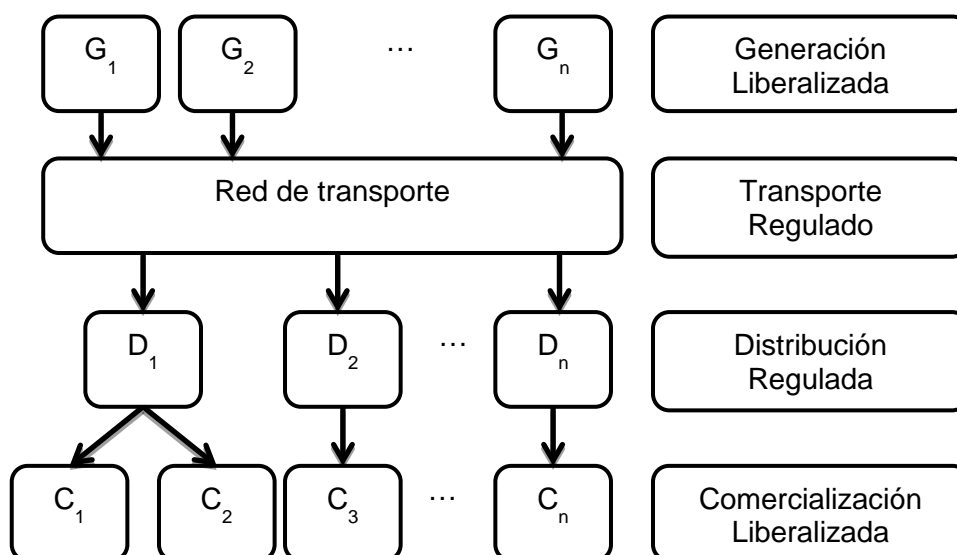 G1 G2 … Gn Generación
Liberalizada
Red de transporte Transporte
Regulado
D1 D2 … Dn Distribución
Regulada
C1 C2 C3 … Cn Comercialización
Liberalizada